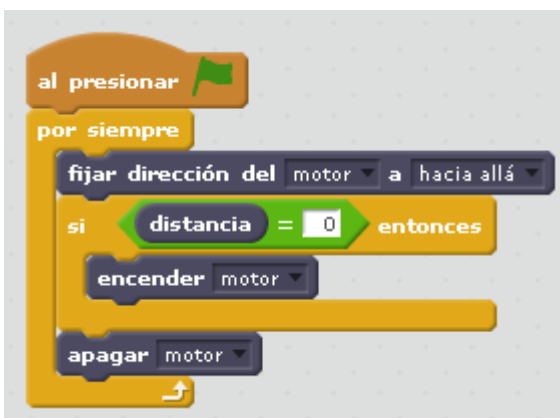 al presionar
por siempre
fijar dirección del motor a hacia allá
si distancia = 0 entonces
encender motor
apagar motor